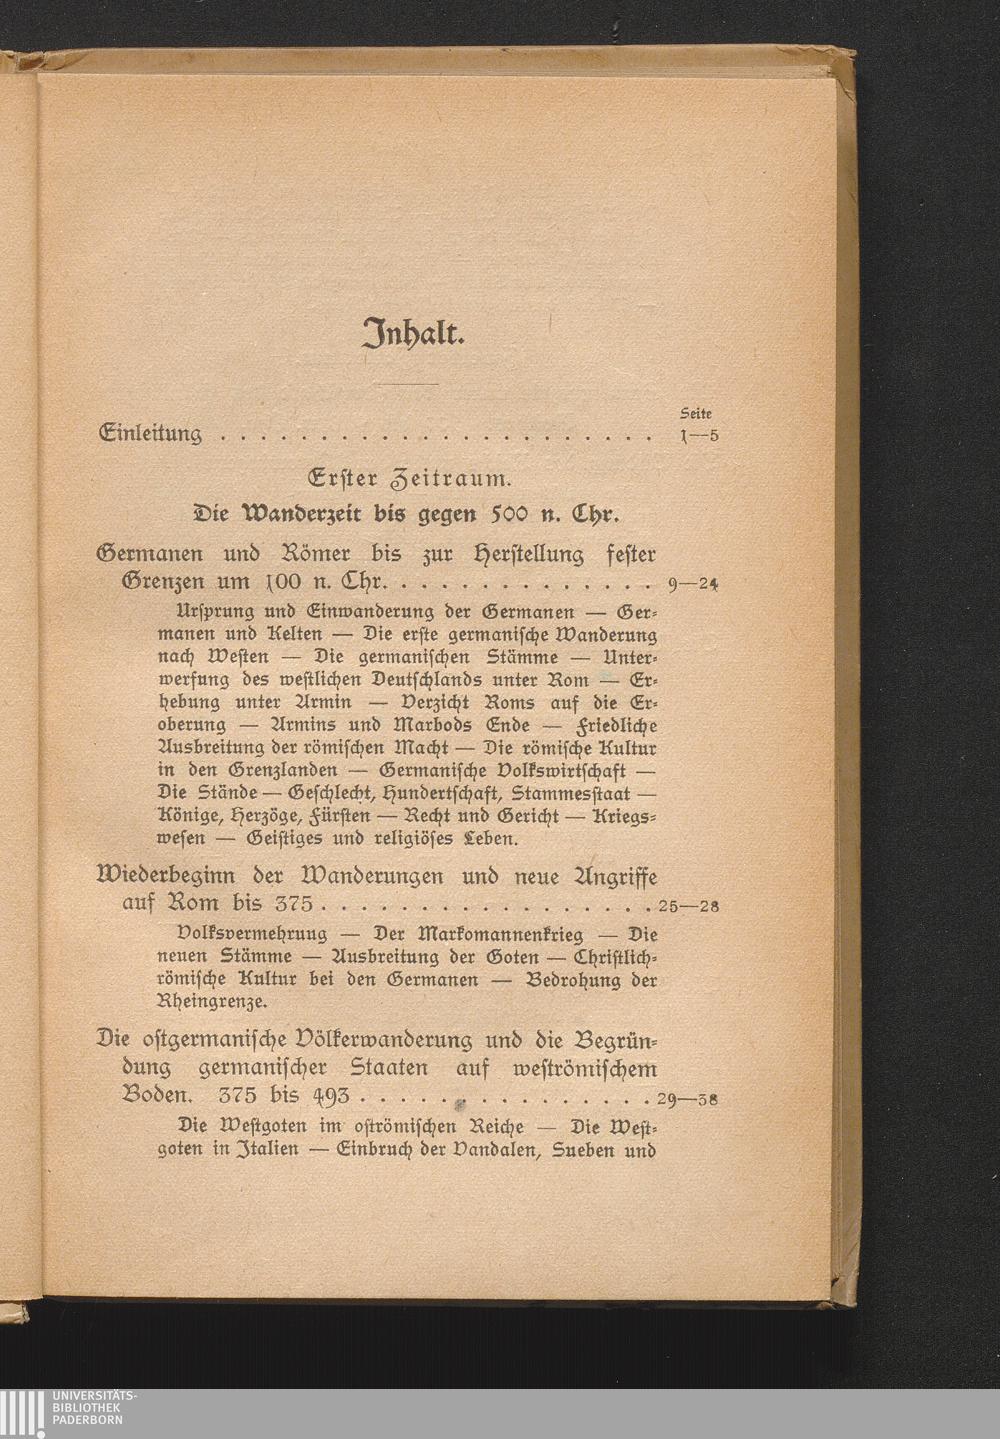 Inhalt.
Seite
Einleitung . . . . . . . . . . . . . . . . . . . . . . 1—5
Erster Zeitraum.
Die Wanderzeit bis gegen 500 n. Chr.
Germanen und Römer bis zur Herstellung fester
Grenzen um 100 n. Chr. . . . . . . . . . . . . . . 9—24
Ursprung und Einwanderung der Germanen — Ger-
manen und Kelten — Die erste germanische Wanderung
nach Westen — Die germanischen Stämme — Unter-
werfung des westlichen Deutschlands unter Rom — Er-
hebung unter Armin — Verzicht Roms auf die Er-
oberung — Armins und Marbods Ende — Friedliche
Ausbreitung der römischen Macht — Die römische Kultur
in den Grenzlanden — Germanische Volkswirtschaft —
Die Stände — Geschlecht, Hundertschaft, Stammesstaat —
Könige, Herzöge, Fürsten — Recht und Gericht — Kriegs-
wesen — Geistiges und religiöses Leben.
Wiederbeginn der Wanderungen und neue Angriffe
auf Rom bis 375 . . . . . . . . . . . . . . . . . 25—28
Volksvermehrung — Der Markomannenkrieg — Die
neuen Stämme — Ausbreitung der Goten — Christlich-
römische Kultur bei den Germanen — Bedrohung der
Rheingrenze.
Die ostgermanische Völkerwanderung und die Begrün-
dung germanischer Staaten auf weströmischem
Boden. 375 bis 493 . . . . . . . . . . . . . . . 29—38
Die Westgoten im oströmischen Reiche — Die West-
goten in Italien — Einbruch der Vandalen, Sueben und
UNIVERSITÄTS-
BIBLIOTHEK
PADERBORN